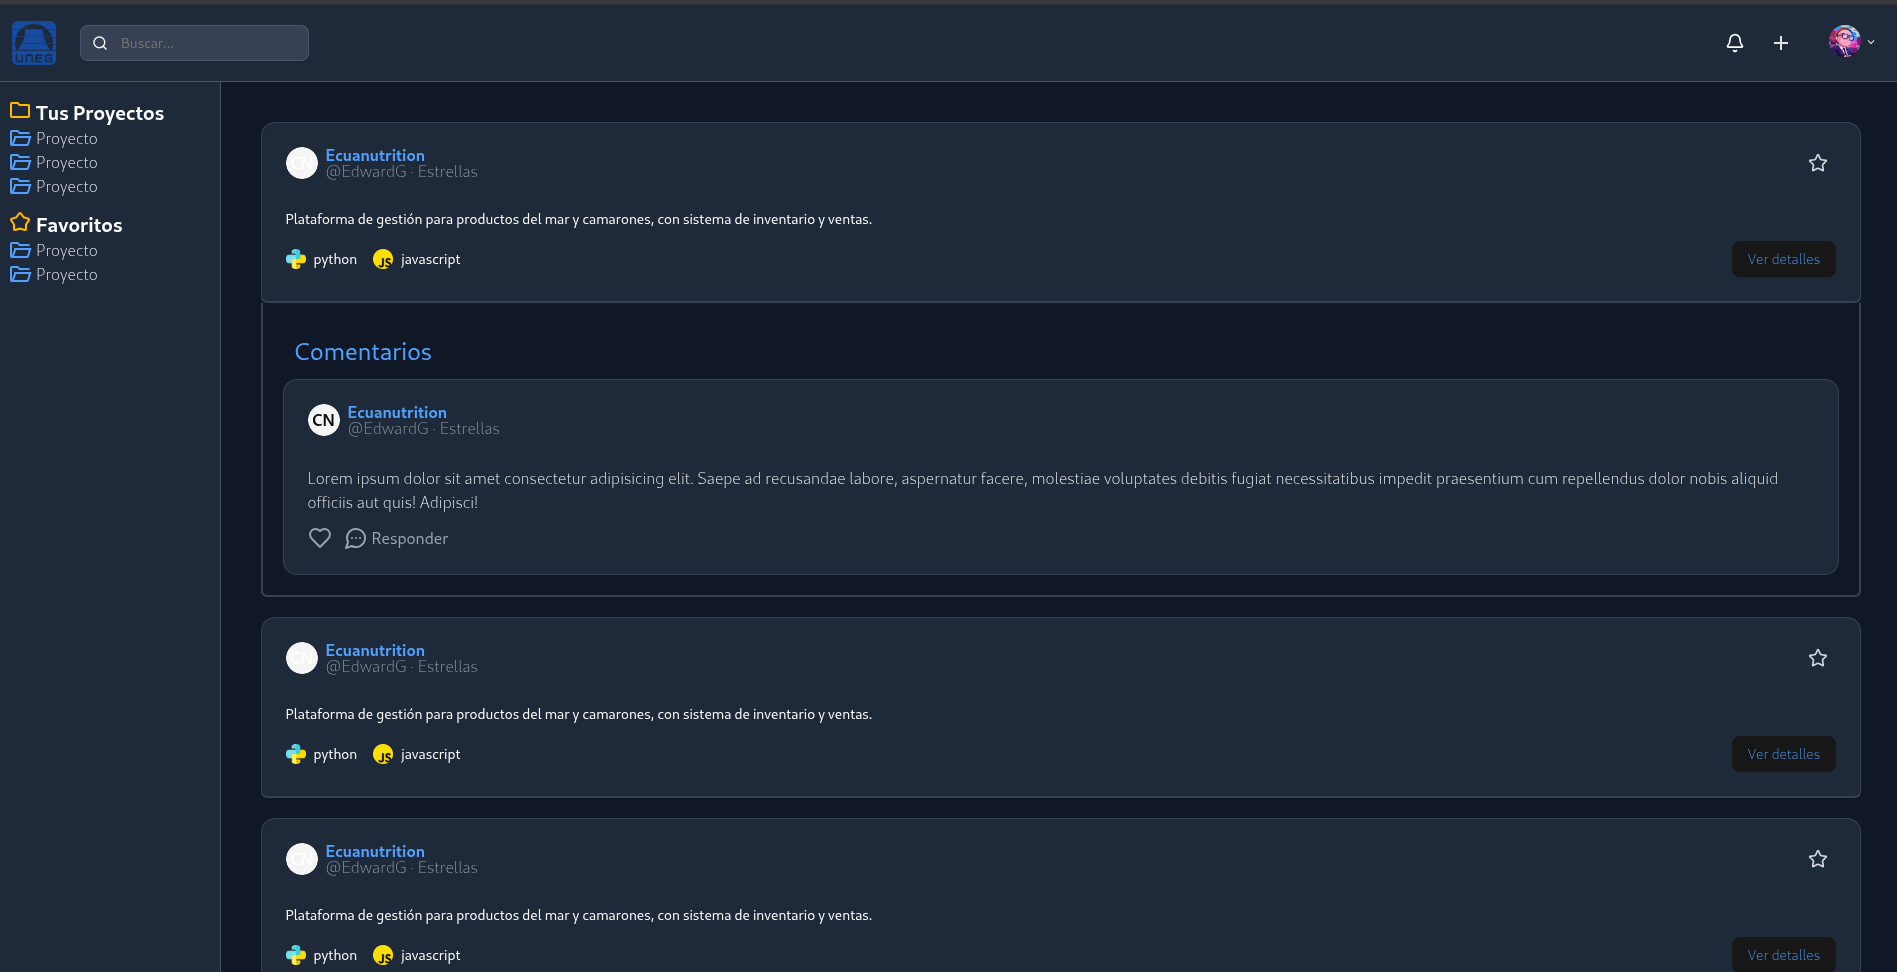 UNEG
Buscar...
Tus Proyectos
Proyecto
Proyecto
Proyecto
Favoritos
Proyecto
Proyecto
CN
Ecuanutrition
@EdwardG · Estrellas
Plataforma de gestión para productos del mar y camarones, con sistema de inventario y ventas.
python
JS
javascript
Ver detalles
Comentarios
CN
Ecuanutrition
@EdwardG · Estrellas
Lorem ipsum dolor sit amet consectetur adipisicing elit. Saepe ad recusandae labore, aspernatur facere, molestiae voluptates debitis fugiat necessitatibus impedit praesentium cum repellendus dolor nobis aliquid
officiis aut quis! Adipisci!
Responder
CN
Ecuanutrition
@EdwardG · Estrellas
Plataforma de gestión para productos del mar y camarones, con sistema de inventario y ventas.
python
JS
javascript
Ver detalles
CN
Ecuanutrition
@EdwardG · Estrellas
Plataforma de gestión para productos del mar y camarones, con sistema de inventario y ventas.
python
JS
javascript
Ver detalles